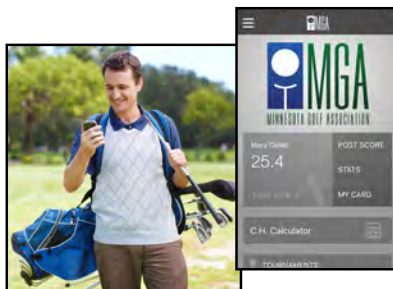 MGA
MGA
MINNESOTA GOLF ASSOCIATION
POST SCORE
25.4
STATS
MY CARD
C.H. Calculator
TOURNAMENTS